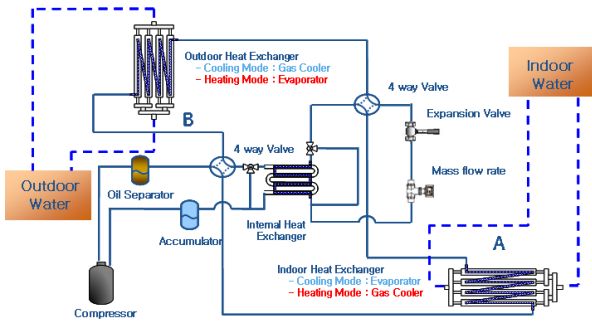 Outdoor Heat Exchanger
- Cooling Mode : Gas Cooler
- Heating Mode : Evaporator
Indoor
Water
4 way Valve
Expansion Valve
B
4 way Valve
Mass flow rate
Outdoor
Water
Oil Separator
Accumulator
Internal Heat
Exchanger
A
Indoor Heat Exchanger
- Cooling Mode : Evaporator
- Heating Mode : Gas Cooler
Compressor